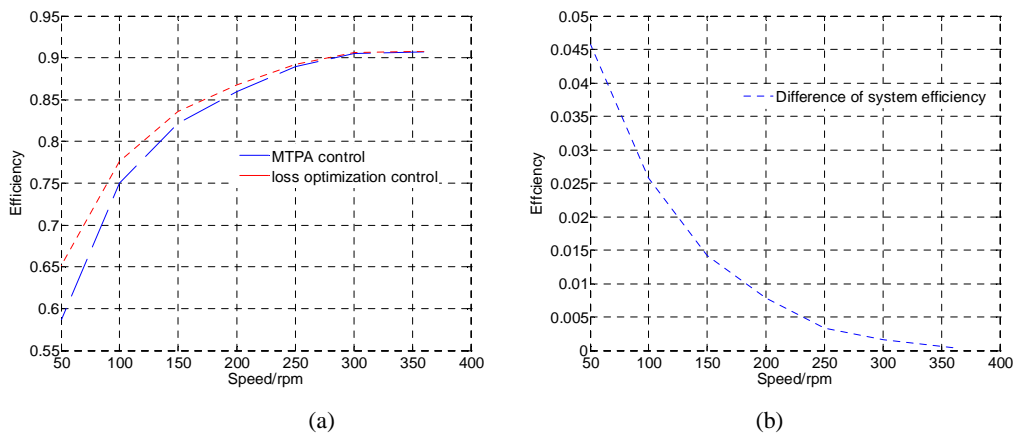 0.95
0.9
0.85
0.8
0.75
0.7
0.65
0.6
0.55
Efficiency
MTPA control
loss optimization control
50 100 150 200 250 300 350 400
Speed/rpm
(a)
0.05
0.045
0.04
0.035
0.03
0.025
0.02
0.015
0.01
0.005
0
Effciency
Difference of system efficiency
50 100 150 200 250 300 350 400
Speed/rpm
(b)